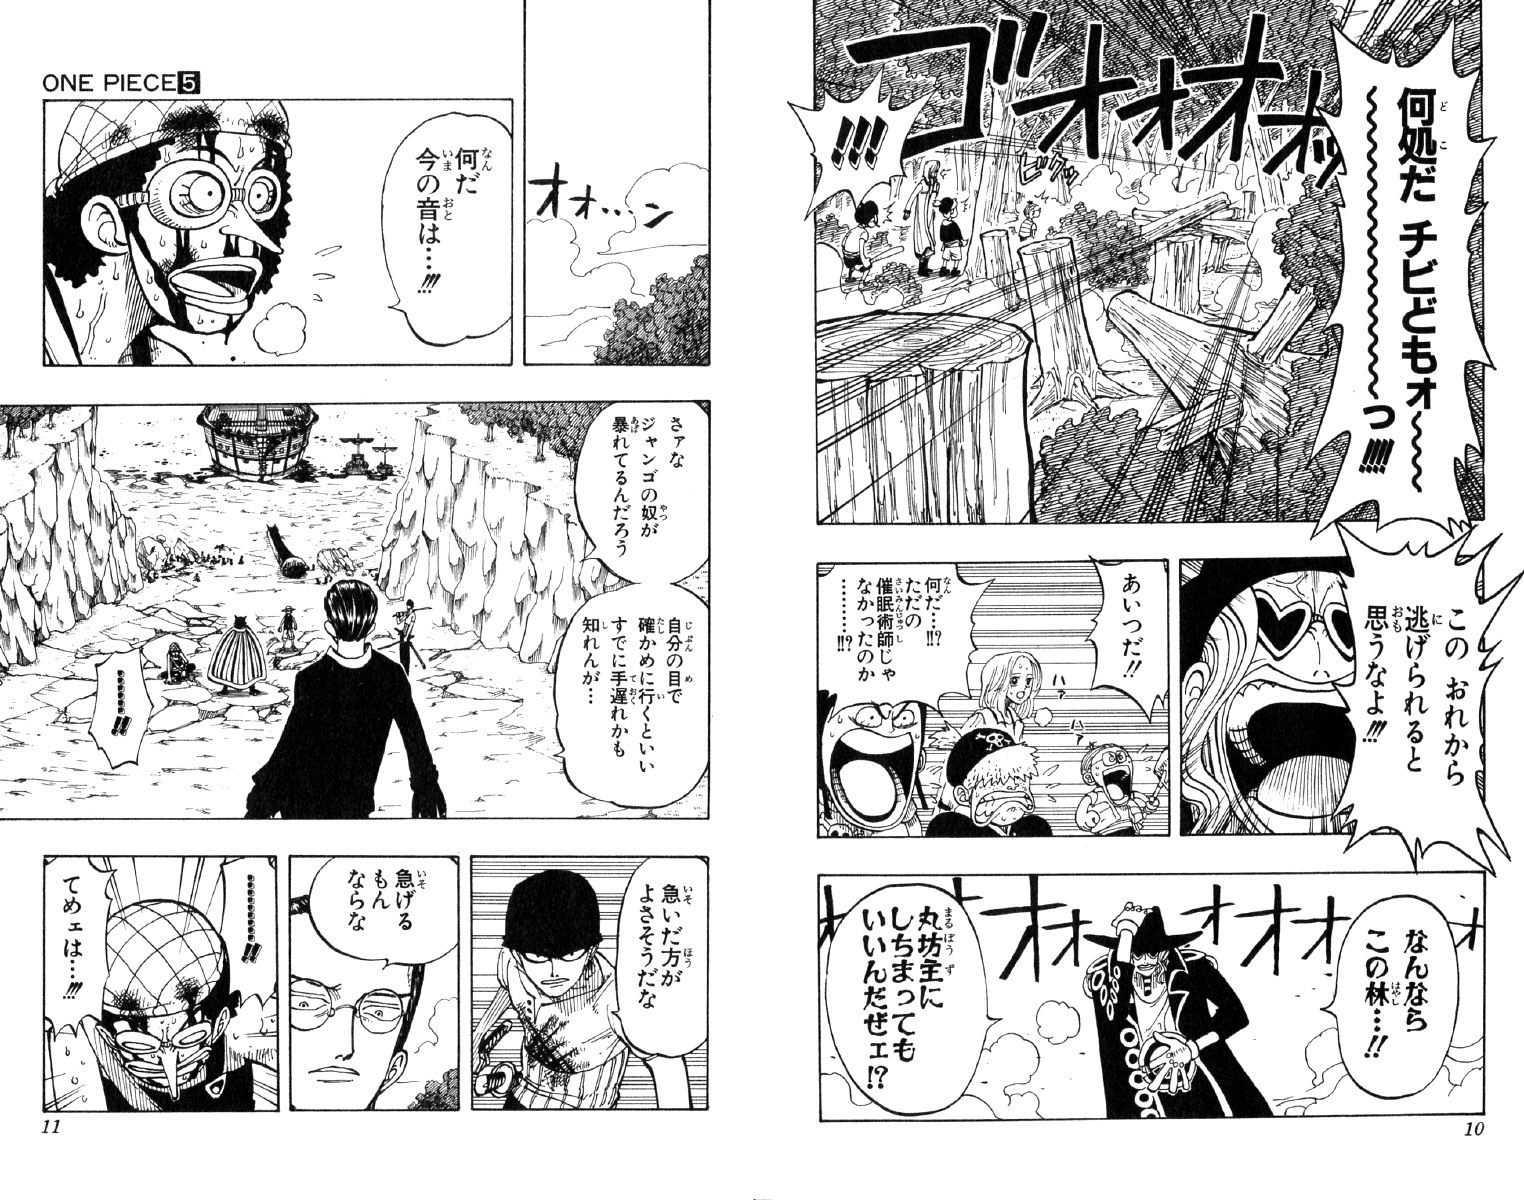 何処だ チビどもォ〜〜
〜〜〜〜〜〜〜〜〜っ!!!!!
ゴオオオオッ
ビクッ
!!!
この おれから
逃げられると
思うなよ!!!
あいつだ!!
何だ…!!?
ただの
催眠術師じゃ
なかったのか
………!!?
ハァ
ハァ
オオオオオオオ
なんなら
この林…!!
丸坊主に
しちまっても
いいんだぜェ!?
10
ONE PIECE 5
オオ…ン
何だ
今の音は…!!!
さァな
ジャンゴの奴が
暴れてるんだろう
自分の目で
確かめに行くといい
すでに手遅れかも
知れんが…
………!!
急いだ方が
よさそうだな
急げる
もん
ならな
………!!
てめェは…!!!
11